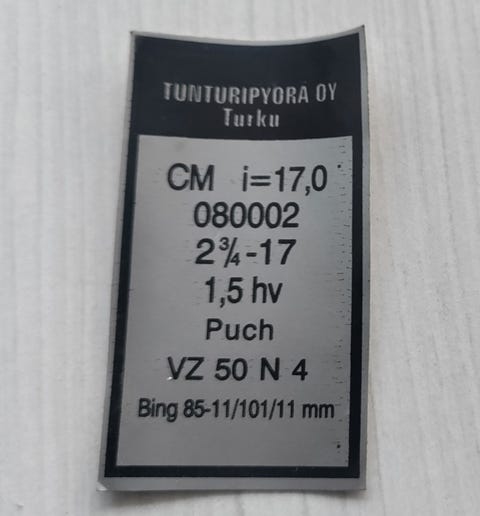 TUNTURIPYÖRÄ OY
Turku
CM i=17,0
080002
2¾-17
1,5 hv
Puch
VZ 50 N 4
Bing 85-11/101/11 mm